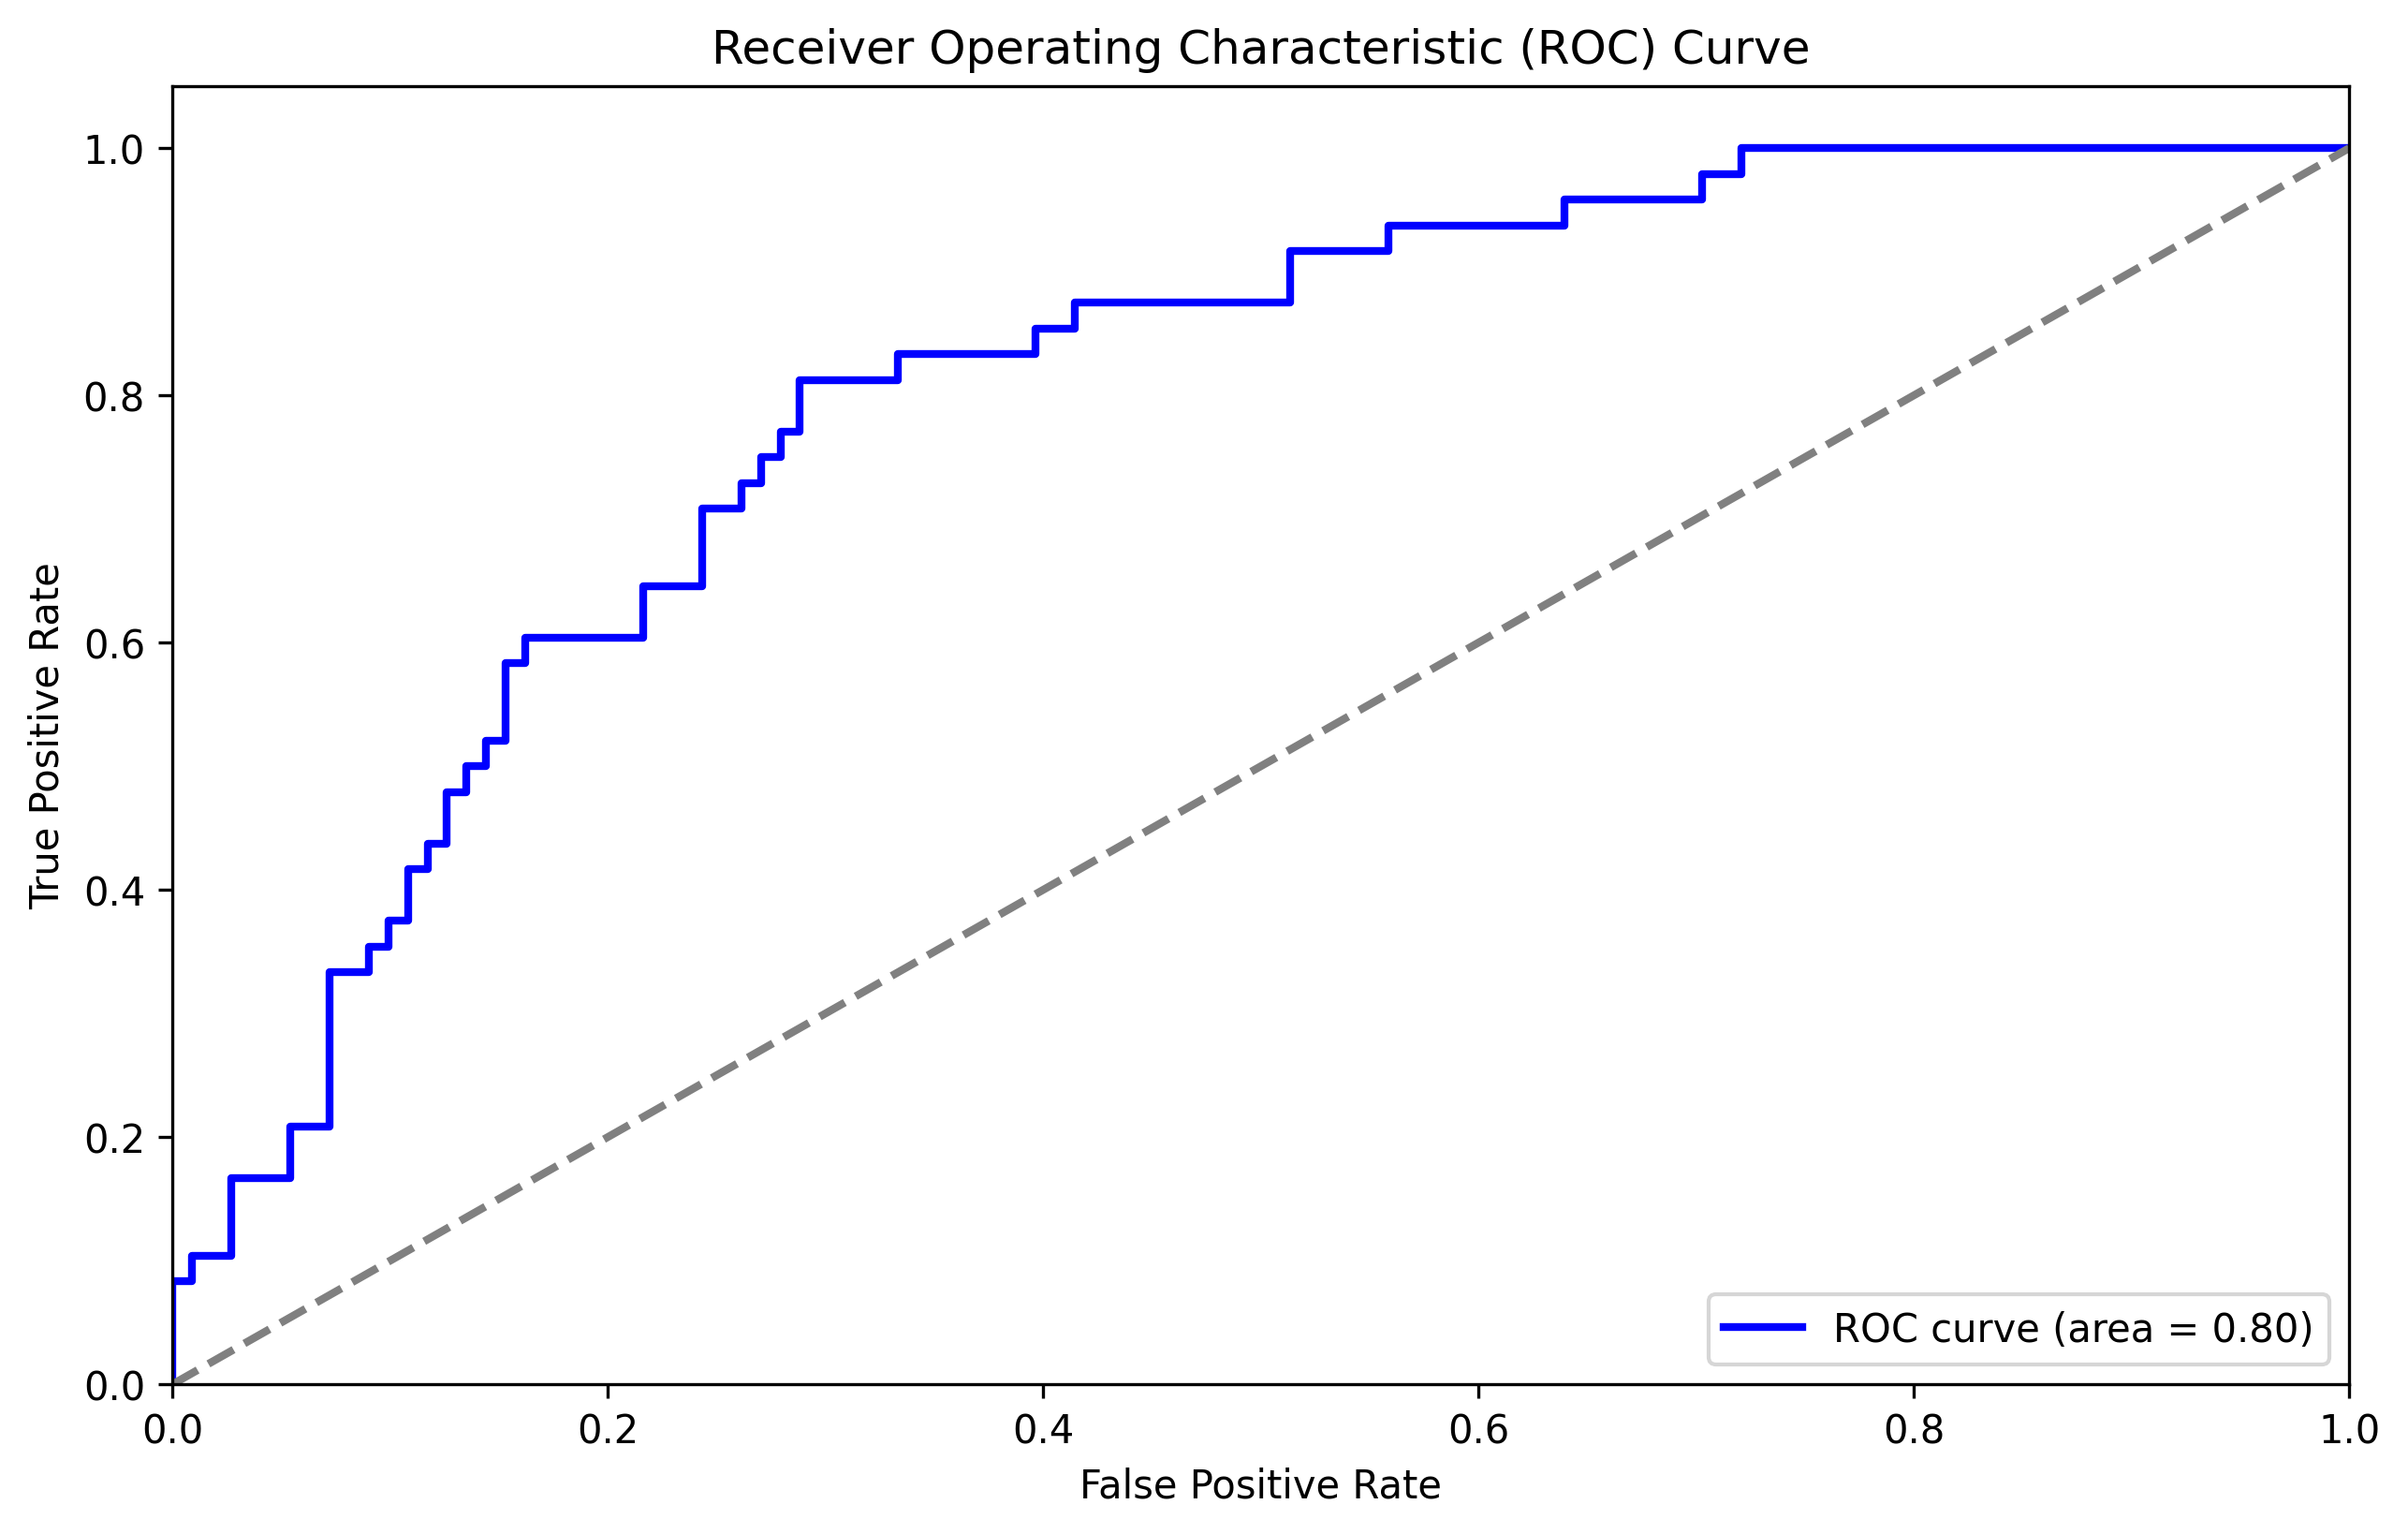 Receiver Operating Characteristic (ROC) Curve
True Positive Rate
1.0
0.8
0.6
0.4
0.2
0.0
0.0 0.2 0.4 0.6 0.8 1.0
False Positive Rate
ROC curve (area = 0.80)